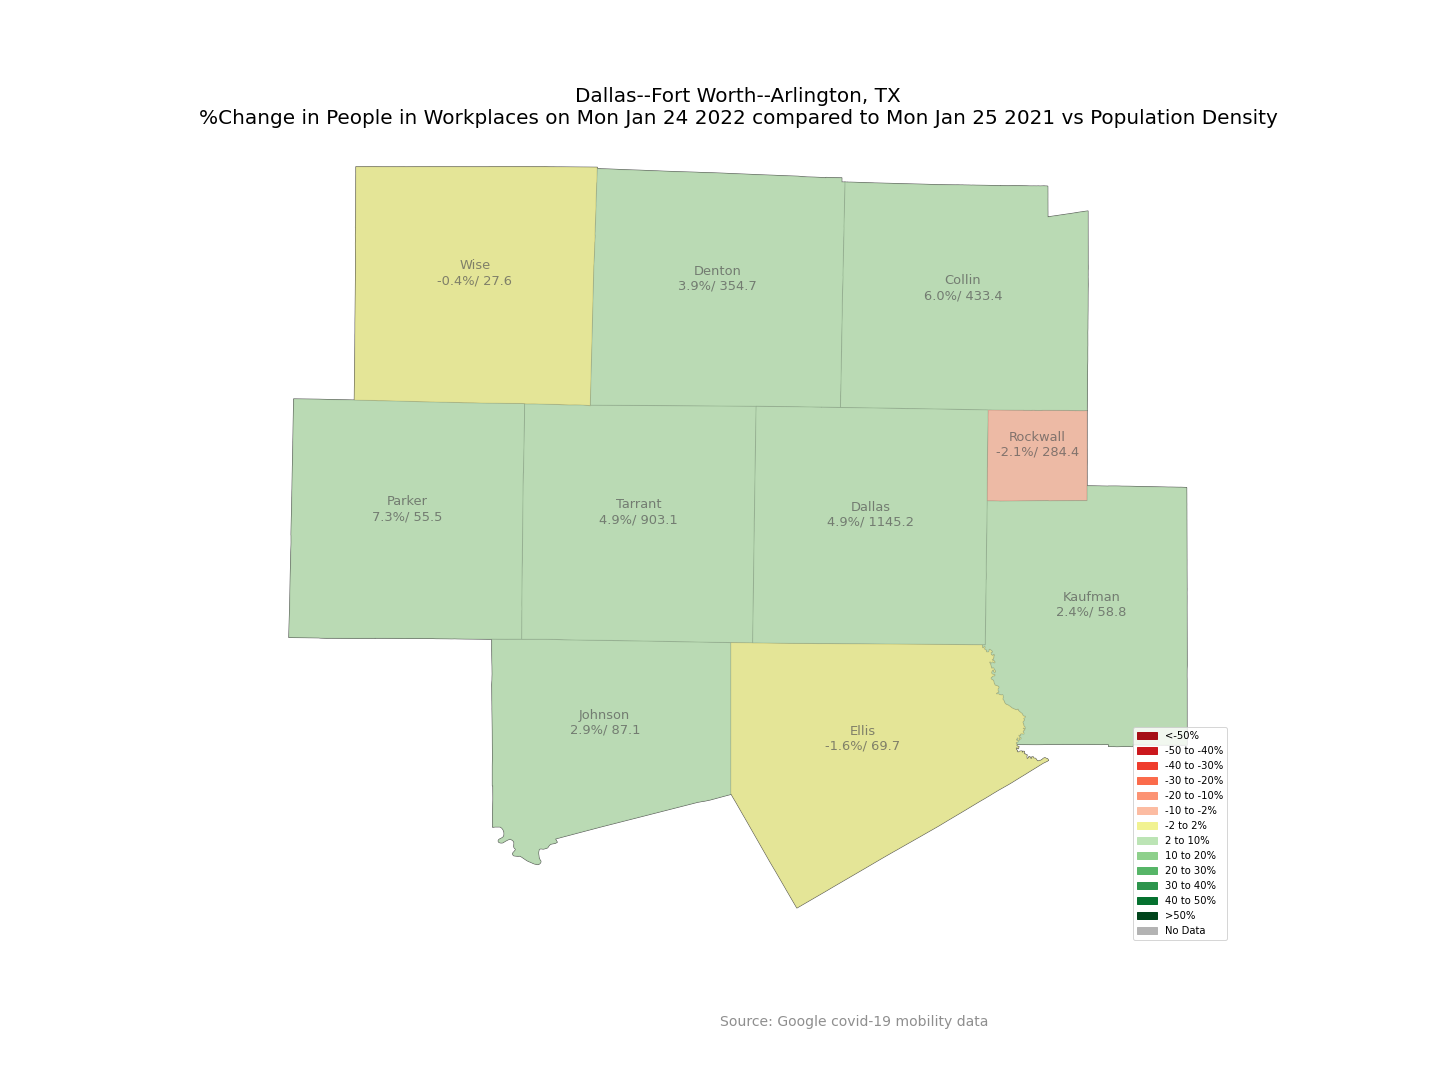 Dallas--Fort Worth--Arlington, TX
%Change in People in Workplaces on Mon Jan 24 2022 compared to Mon Jan 25 2021 vs Population Density
Wise
-0.4%/ 27.6
Denton
3.9%/ 354.7
Collin
6.0%/ 433.4
Rockwall
-2.1%/ 284.4
Parker
7.3%/ 55.5
Tarrant
4.9%/ 903.1
Dallas
4.9%/ 1145.2
Kaufman
2.4%/ 58.8
Johnson
2.9%/ 87.1
Ellis
-1.6%/ 69.7
<-50%
-50 to -40%
-40 to -30%
-30 to -20%
-20 to -10%
-10 to -2%
-2 to 2%
2 to 10%
10 to 20%
20 to 30%
30 to 40%
40 to 50%
>50%
No Data
Source: Google covid-19 mobility data